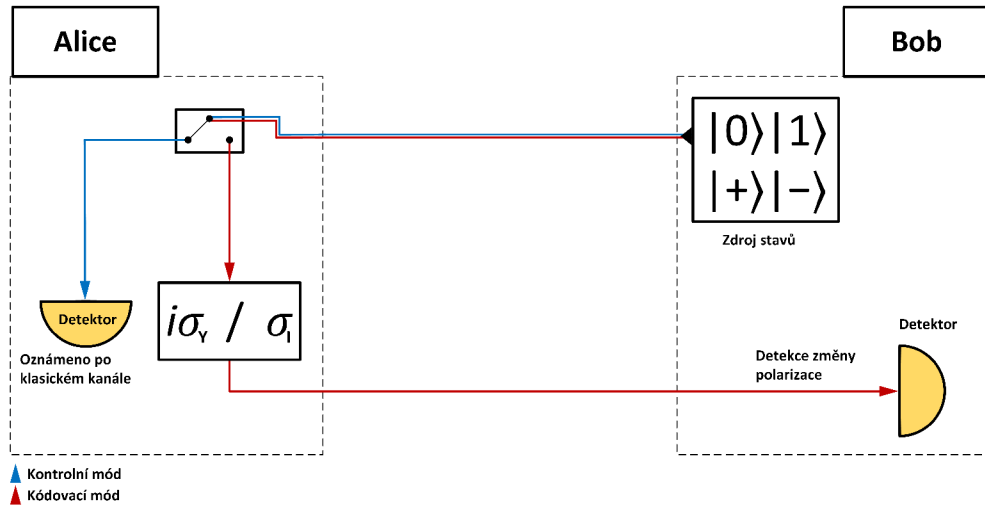 Alice
Bob
|0⟩|1⟩
|+⟩|−⟩
Zdroj stavů
iσY / σI
Detektor
Oznámeno po
klasickém kanále
Detektor
Detekce změny
polarizace
Kontrolní mód
Kódovací mód